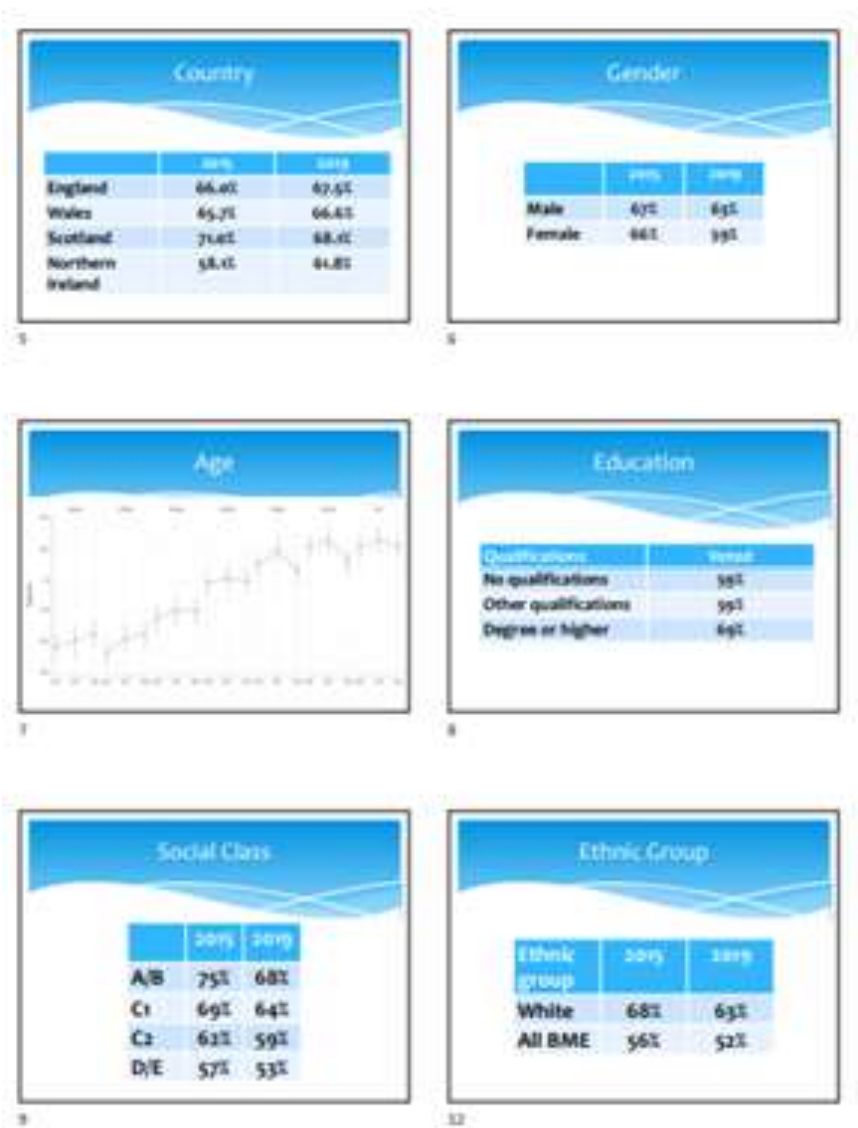 Country
2015 2019
England 66.0% 67.5%
Wales 65.7% 66.6%
Scotland 71.0% 68.1%
Northern Ireland 58.1% 61.8%
5
Gender
2015 2019
Male 67% 63%
Female 66% 59%
6
Age
7
Education
Qualifications Voted
No qualifications 59%
Other qualifications 59%
Degree or higher 69%
8
Social Class
2015 2019
A/B 75% 68%
C1 69% 64%
C2 62% 59%
D/E 57% 53%
9
Ethnic Group
Ethnic group 2015 2019
White 68% 63%
All BME 56% 52%
12